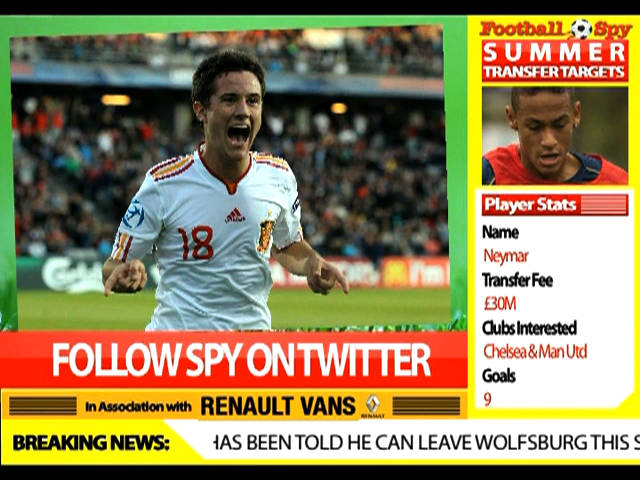 Football Spy
SUMMER
TRANSFER TARGETS
18
adidas
Carlsberg
I'm
Player Stats
Name
Neymar
Transfer Fee
£30M
Clubs Interested
Chelsea & Man Utd
Goals
9
FOLLOW SPY ON TWITTER
In Association with RENAULT VANS
RENAULT
BREAKING NEWS:
HAS BEEN TOLD HE CAN LEAVE WOLFSBURG THIS S